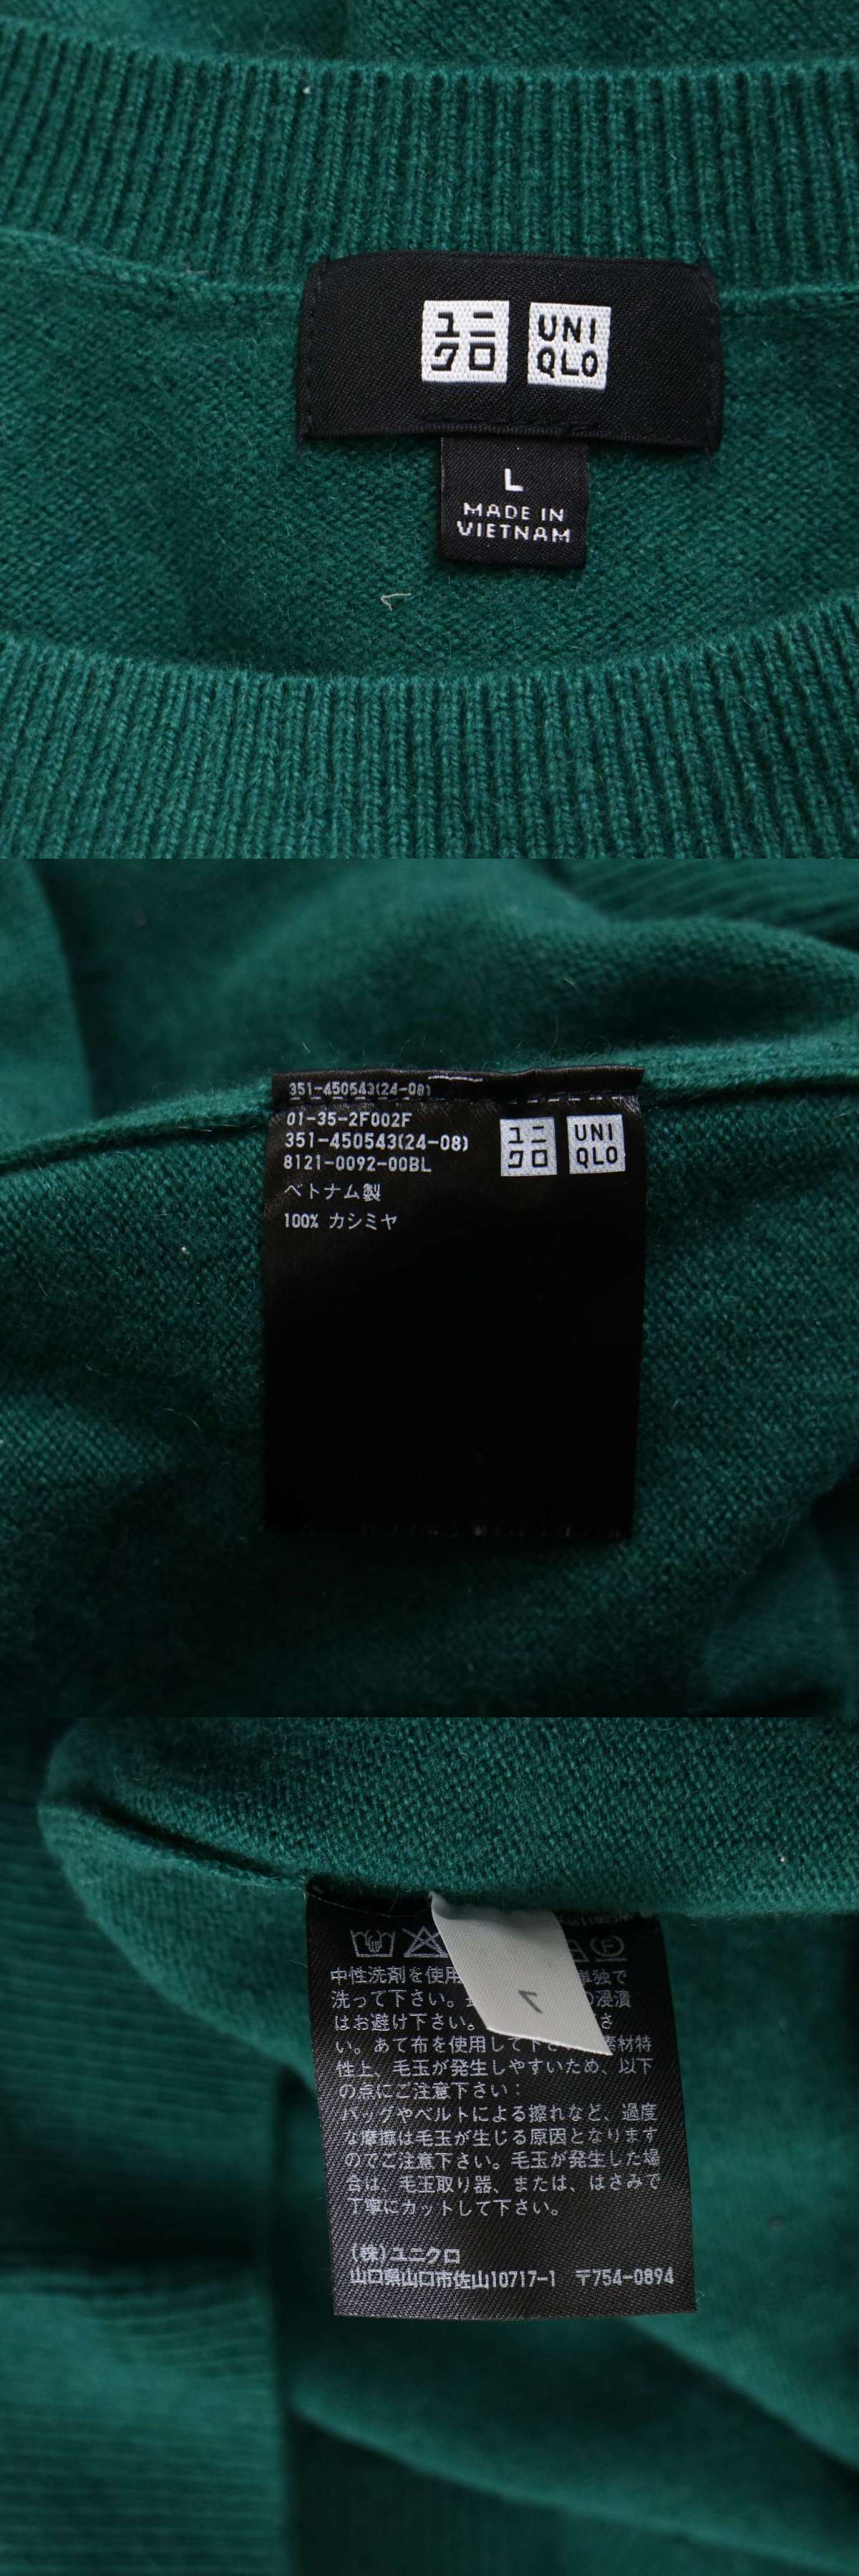 ユニ UNI
クロ QLO
L
MADE IN
VIETNAM
351-450543(24-08)
01-35-2F002F
351-450543(24-08)
8121-0092-00BL
ユニ UNI
クロ QLO
ベトナム製
100% カシミヤ
F
中性洗剤を使用 単独で
洗って下さい。 の浸漬
はお避け下さい。 さ
い。あて布を使用して下さ 素材特
性上、毛玉が発生しやすいため、以下
の点にご注意下さい：
バッグやベルトによる擦れなど、過度
な摩擦は毛玉が生じる原因となります
のでご注意下さい。毛玉が発生した場
合は、毛玉取り器、または、はさみで
丁寧にカットして下さい。
(株)ユニクロ
山口県山口市佐山10717-1 〒754-0894